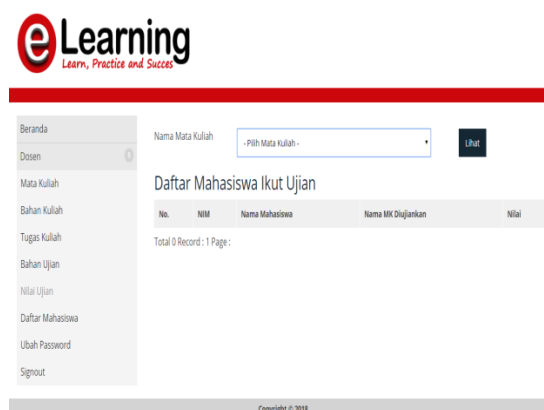 e Learning
Learn, Practice and Succes
Beranda
Dosen
Mata Kuliah
Bahan Kuliah
Tugas Kuliah
Bahan Ujian
Nilai Ujian
Daftar Mahasiswa
Ubah Password
Signout
Nama Mata Kuliah
- Pilih Mata Kuliah -
Lihat
Daftar Mahasiswa Ikut Ujian
No. NIM Nama Mahasiswa Nama MK Diujiankan Nilai
Total 0 Record : 1 Page :
Copyright © 2018